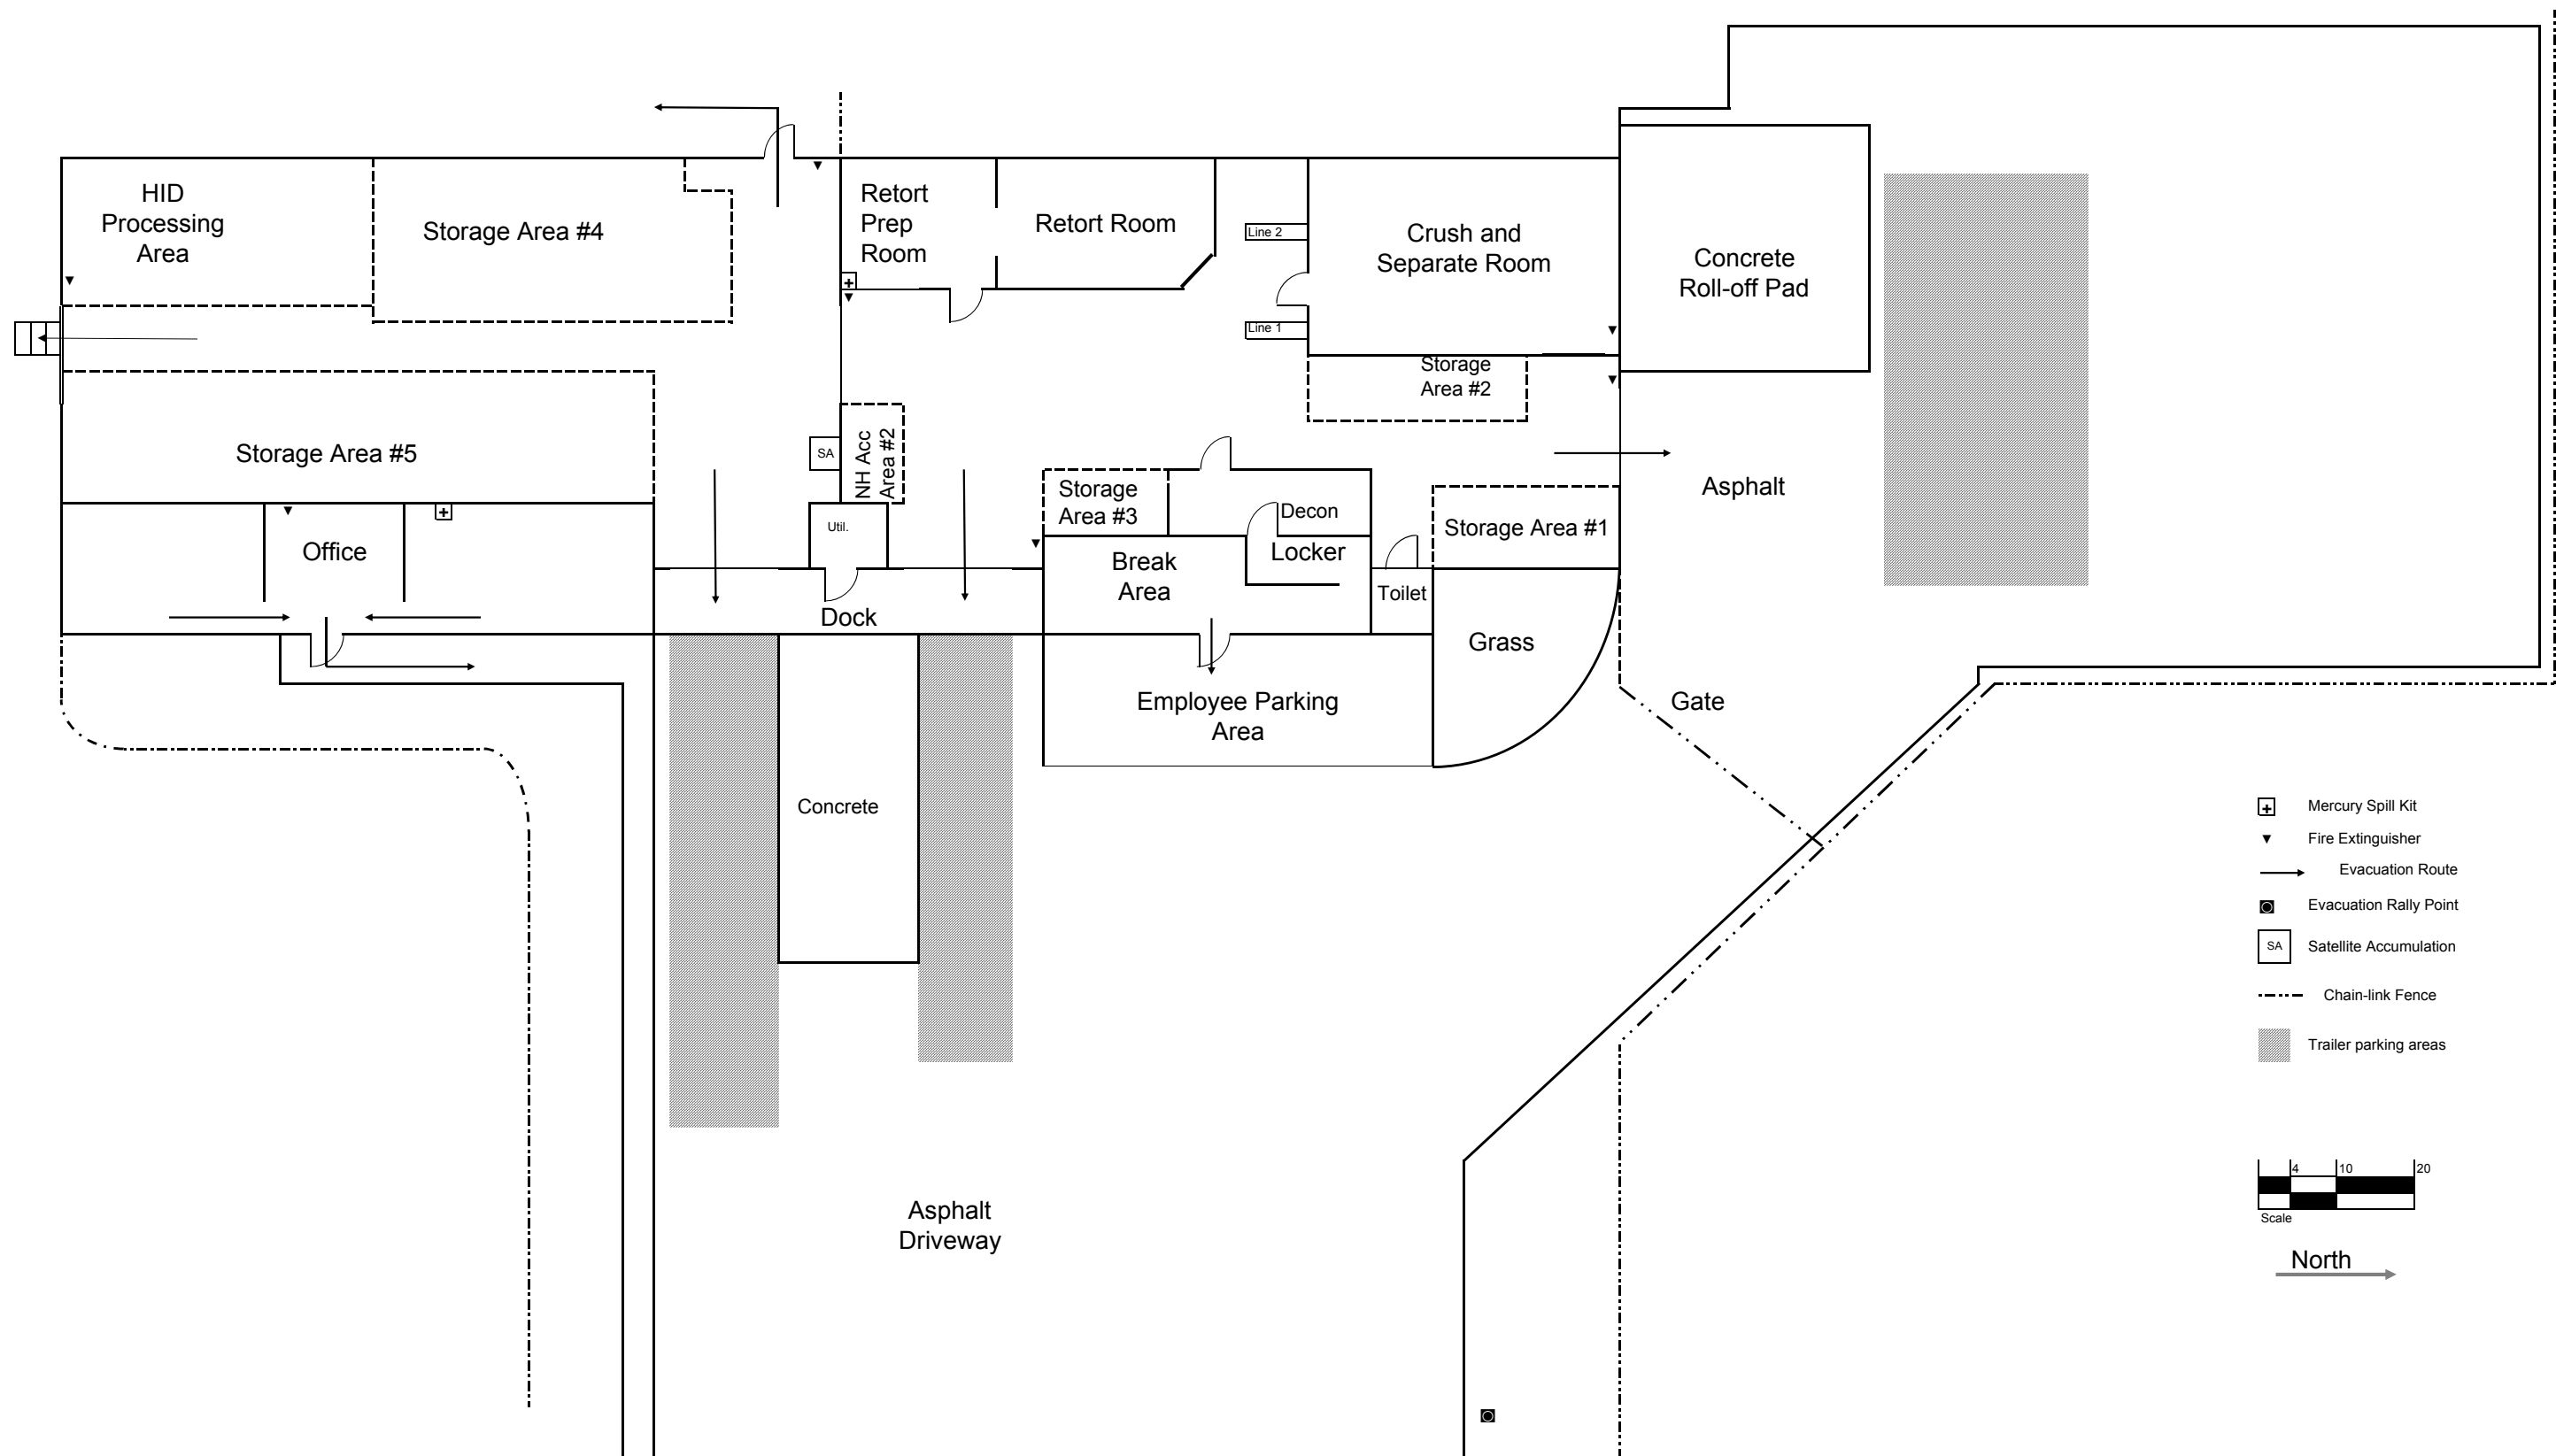 HID
Processing
Area
Storage Area #4
Retort
Prep
Room
Retort Room
Line 2
Line 1
Crush and
Separate Room
Concrete
Roll-off Pad
Storage
Area #2
Storage Area #5
SA
NH Acc
Area #2
Storage
Area #3
Decon
Storage Area #1
Asphalt
Office
Util.
Break
Area
Locker
Toilet
Dock
Grass
Employee Parking
Area
Gate
Concrete
Asphalt
Driveway
Mercury Spill Kit
Fire Extinguisher
Evacuation Route
Evacuation Rally Point
SA
Satellite Accumulation
Chain-link Fence
Trailer parking areas
4
10
20
Scale
North